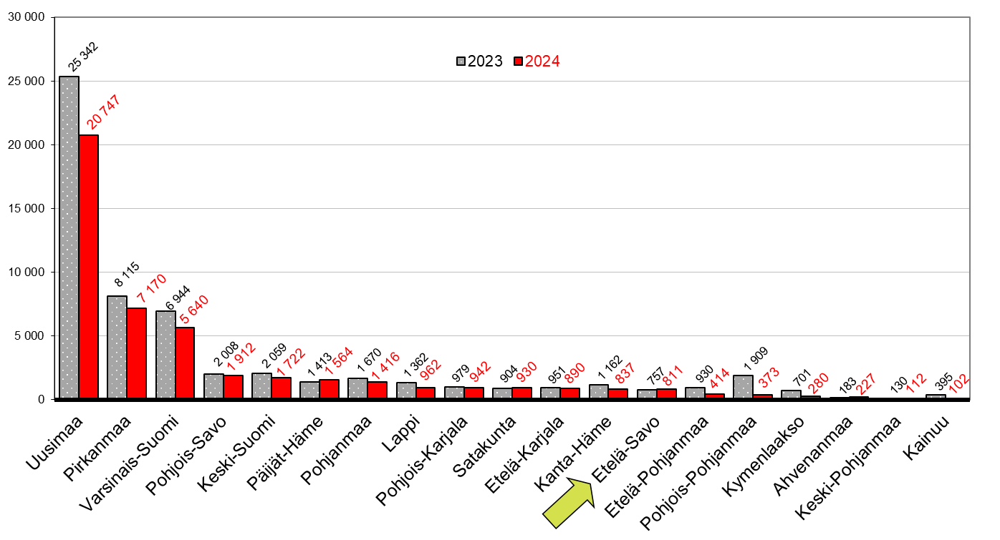 30 000
25 000
20 000
15 000
10 000
5 000
0
2023 2024
25 342 20 747
8 115 7 170
6 944 5 640
2 008 1 912
2 059 1 722
1 413 1 564
1 670 1 416
1 362 962
979 942
904 930
951 890
1 162 837
757 811
930 414
1 909 373
701 280
183 227
130 112
395 102
Uusimaa
Pirkanmaa
Varsinais-Suomi
Pohjois-Savo
Keski-Suomi
Päijät-Häme
Pohjanmaa
Lappi
Pohjois-Karjala
Satakunta
Etelä-Karjala
Kanta-Häme
Etelä-Savo
Etelä-Pohjanmaa
Pohjois-Pohjanmaa
Kymenlaakso
Ahvenanmaa
Keski-Pohjanmaa
Kainuu